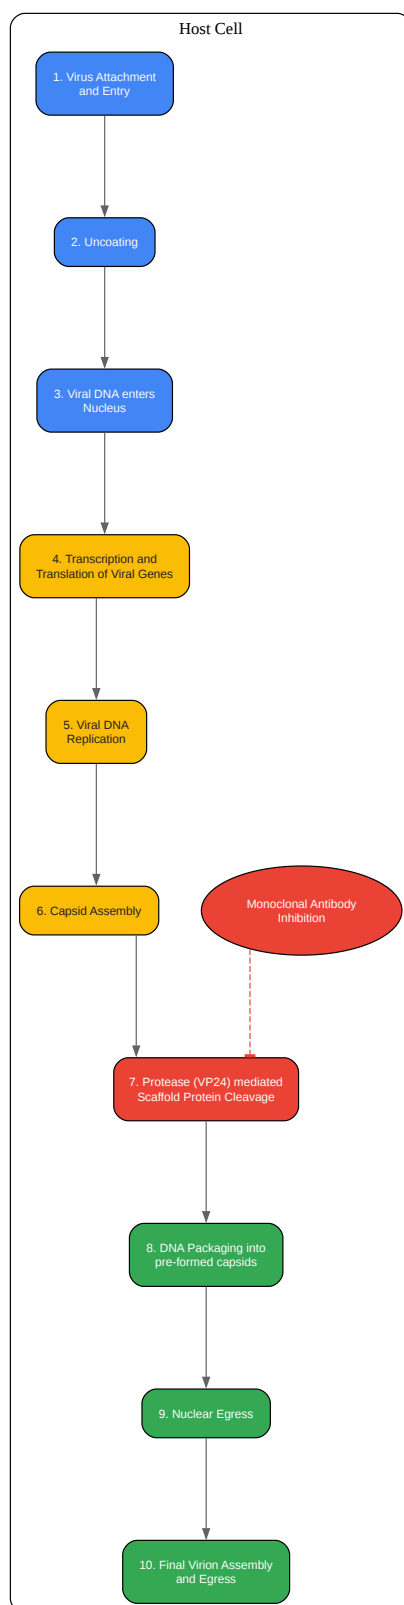 Host Cell
1. Virus Attachment
and Entry
2. Uncoating
3. Viral DNA enters
Nucleus
4. Transcription and
Translation of Viral Genes
5. Viral DNA
Replication
6. Capsid Assembly
Monoclonal Antibody
Inhibition
7. Protease (VP24) mediated
Scaffold Protein Cleavage
8. DNA Packaging into
pre-formed capsids
9. Nuclear Egress
10. Final Virion Assembly
and Egress